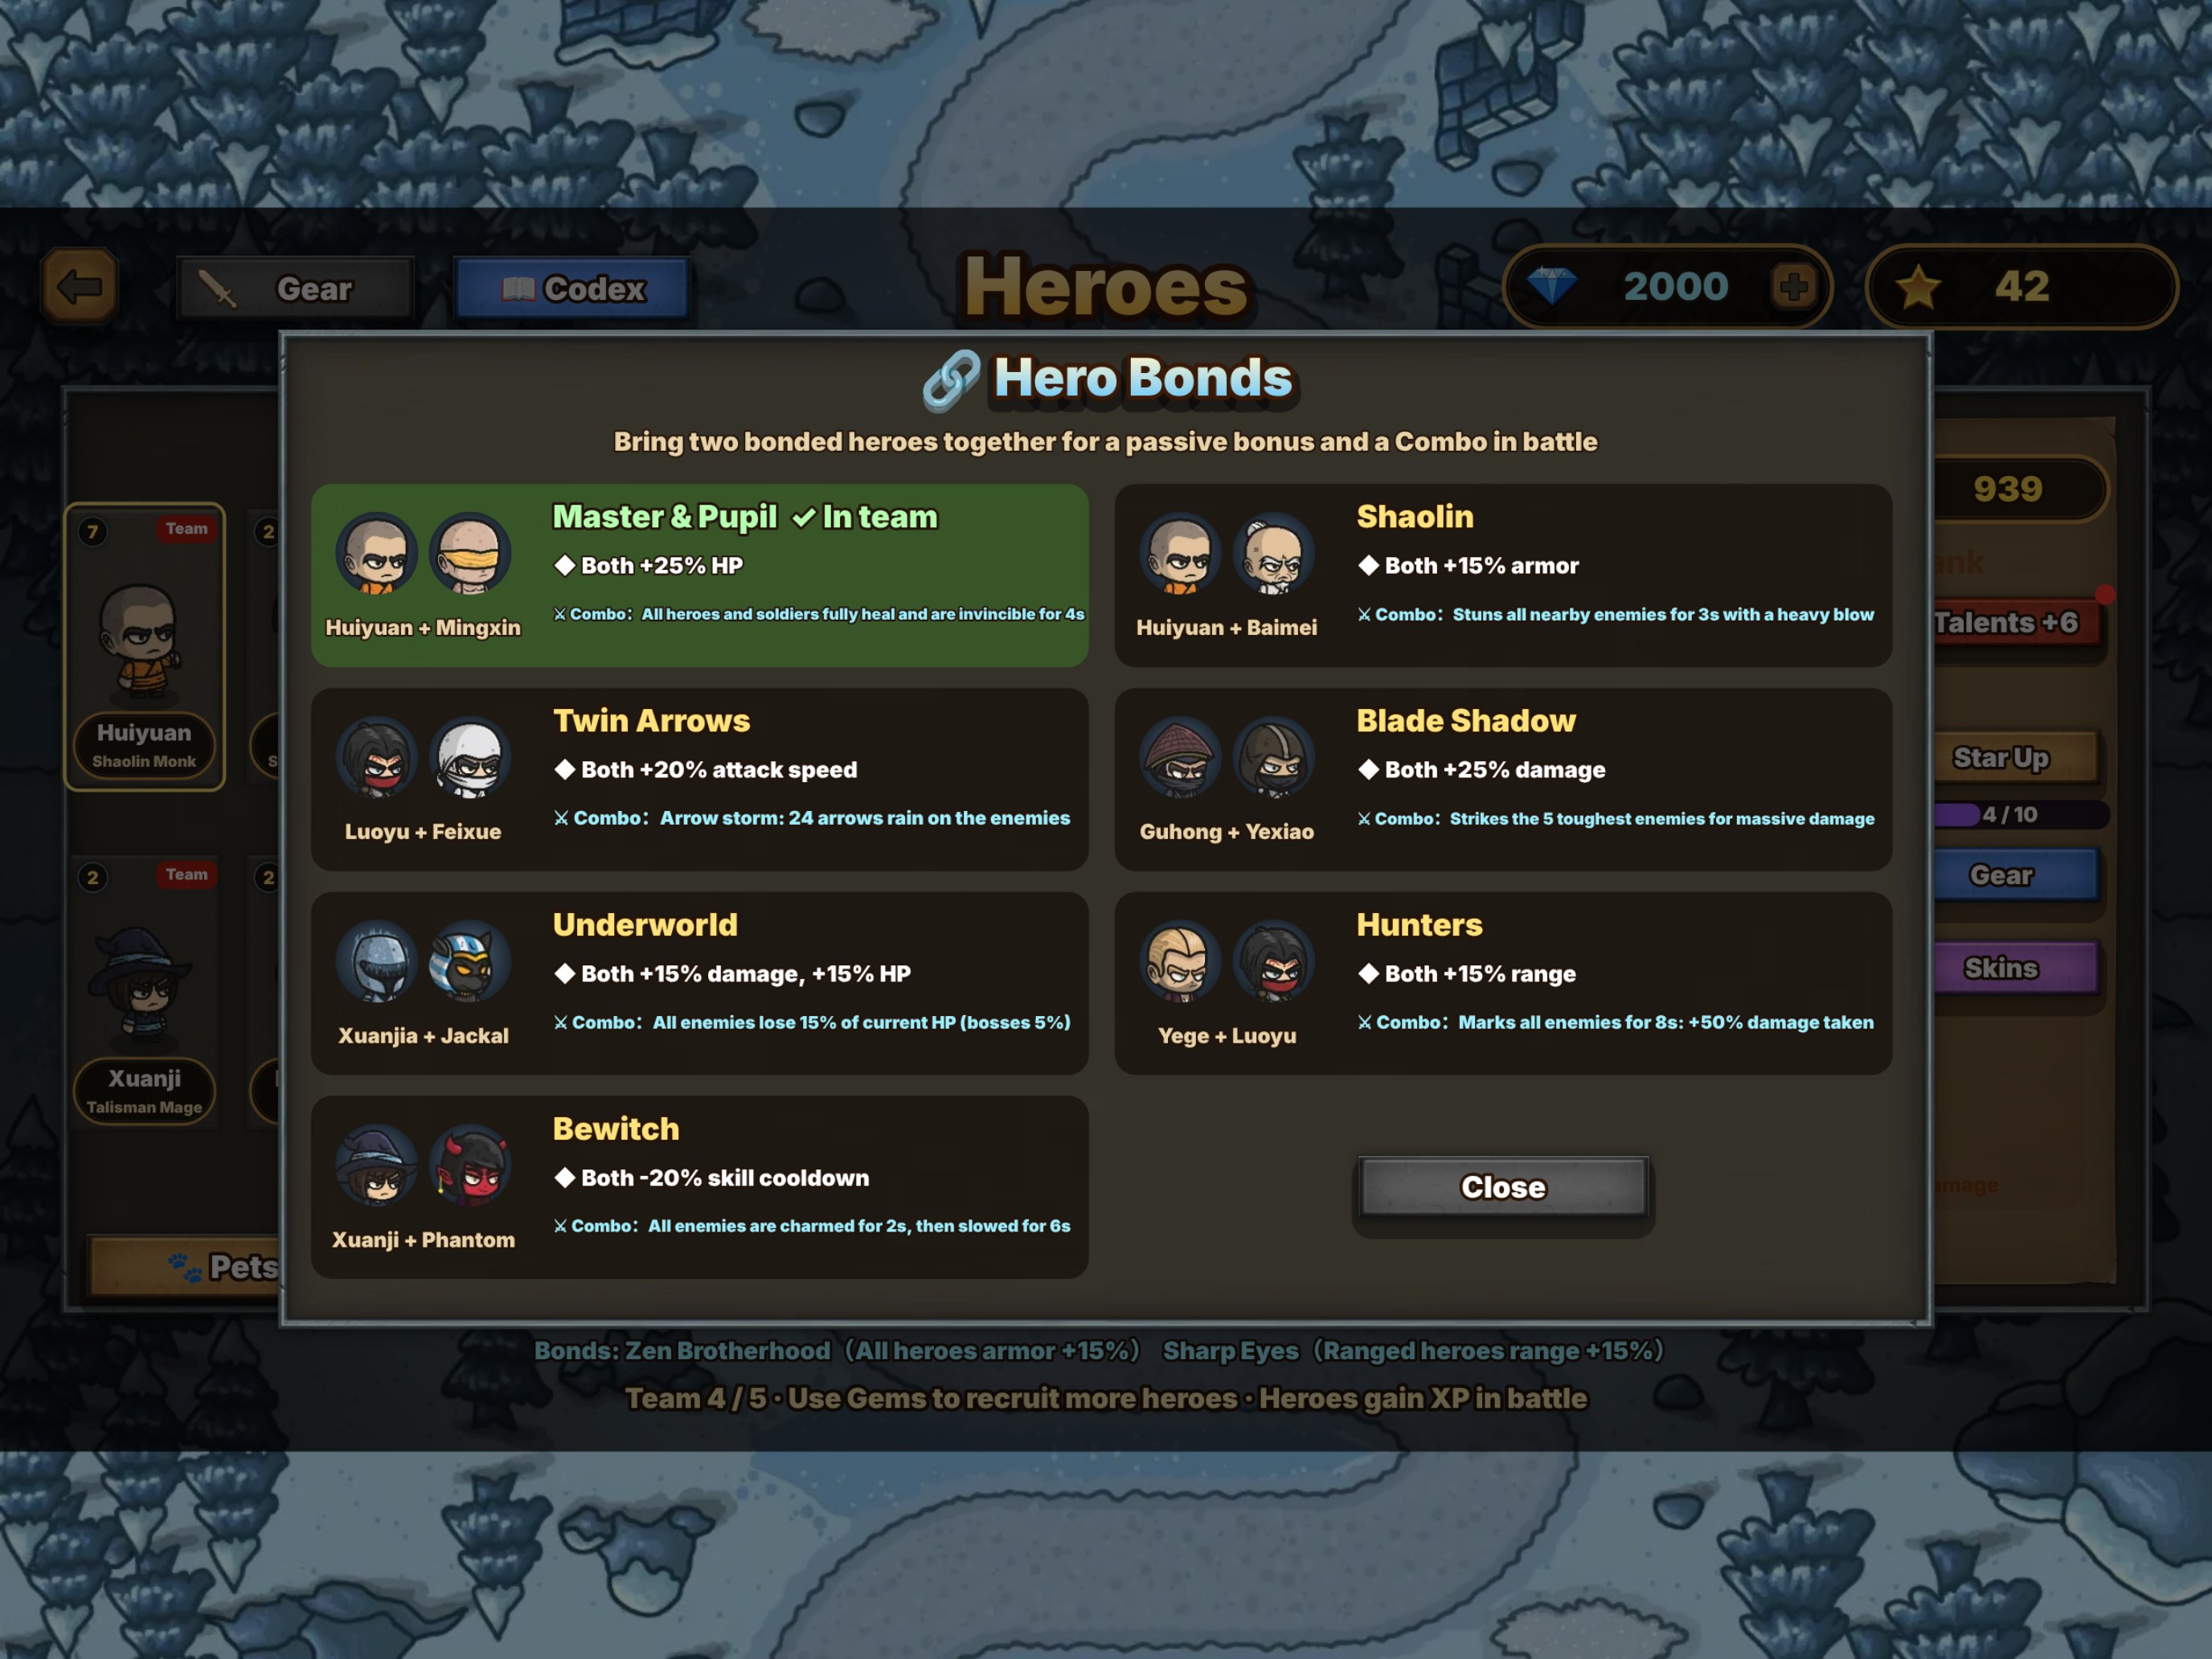 Gear
Codex
Heroes
2000
42
Hero Bonds
Bring two bonded heroes together for a passive bonus and a Combo in battle
Master & Pupil ✓ In team
◆ Both +25% HP
⚔ Combo: All heroes and soldiers fully heal and are invincible for 4s
Huiyuan + Mingxin
Shaolin
◆ Both +15% armor
⚔ Combo: Stuns all nearby enemies for 3s with a heavy blow
Huiyuan + Baimei
Twin Arrows
◆ Both +20% attack speed
⚔ Combo: Arrow storm: 24 arrows rain on the enemies
Luoyu + Feixue
Blade Shadow
◆ Both +25% damage
⚔ Combo: Strikes the 5 toughest enemies for massive damage
Guhong + Yexiao
Underworld
◆ Both +15% damage, +15% HP
⚔ Combo: All enemies lose 15% of current HP (bosses 5%)
Xuanjia + Jackal
Hunters
◆ Both +15% range
⚔ Combo: Marks all enemies for 8s: +50% damage taken
Yege + Luoyu
Bewitch
◆ Both -20% skill cooldown
⚔ Combo: All enemies are charmed for 2s, then slowed for 6s
Xuanji + Phantom
Close
7
Team
2
Huiyuan
Shaolin Monk
2
Team
2
Xuanji
Talisman Mage
Pets
939
Talents +6
Star Up
4 / 10
Gear
Skins
Bonds: Zen Brotherhood (All heroes armor +15%) Sharp Eyes (Ranged heroes range +15%)
Team 4 / 5 · Use Gems to recruit more heroes · Heroes gain XP in battle